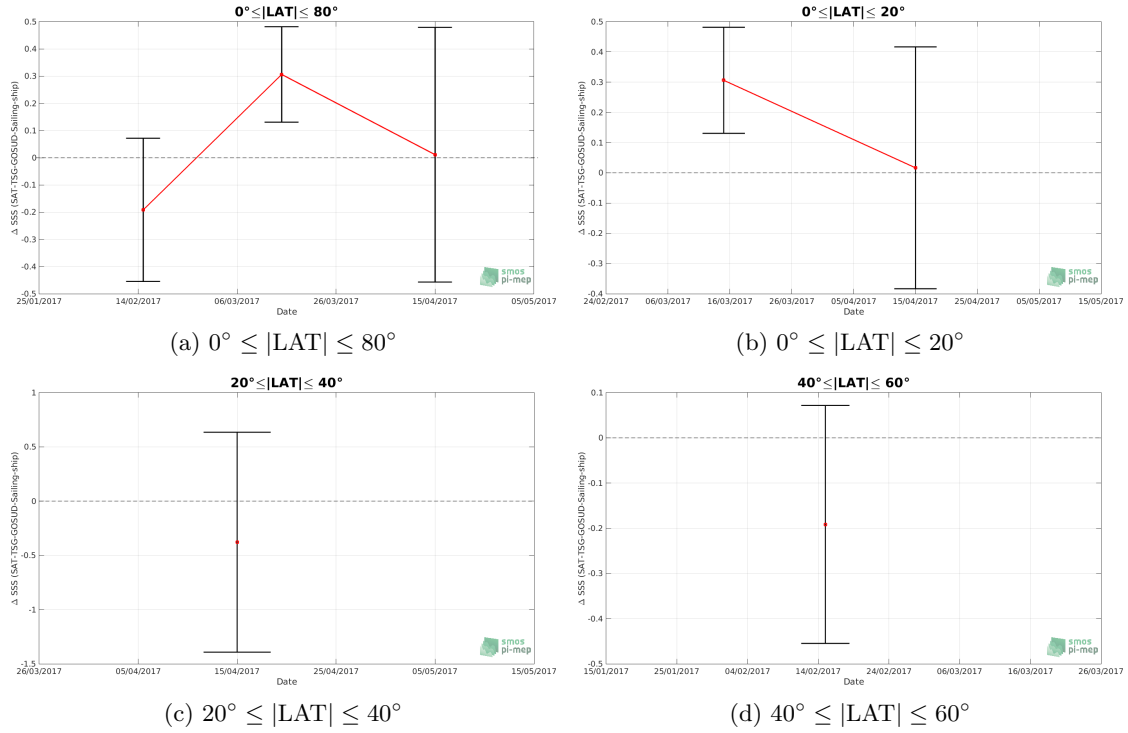 0°≤|LAT|≤ 80°
0.5
0.4
0.3
0.2
0.1
0
-0.1
-0.2
-0.3
-0.4
-0.5
Δ SSS (SAT-TSG-GOSUD-Sailing-ship)
25/01/2017 14/02/2017 06/03/2017 26/03/2017 15/04/2017 05/05/2017
Date
smos
pi-mep
(a) 0° ≤ |LAT| ≤ 80°
0°≤|LAT|≤ 20°
0.5
0.4
0.3
0.2
0.1
0
-0.1
-0.2
-0.3
-0.4
Δ SSS (SAT-TSG-GOSUD-Sailing-ship)
24/02/2017 06/03/2017 16/03/2017 26/03/2017 05/04/2017 15/04/2017 25/04/2017 05/05/2017 15/05/2017
Date
smos
pi-mep
(b) 0° ≤ |LAT| ≤ 20°
20°≤|LAT|≤ 40°
1
0.5
0
-0.5
-1
-1.5
Δ SSS (SAT-TSG-GOSUD-Sailing-ship)
26/03/2017 05/04/2017 15/04/2017 25/04/2017 05/05/2017 15/05/2017
Date
smos
pi-mep
(c) 20° ≤ |LAT| ≤ 40°
40°≤|LAT|≤ 60°
0.1
0
-0.1
-0.2
-0.3
-0.4
-0.5
Δ SSS (SAT-TSG-GOSUD-Sailing-ship)
15/01/2017 25/01/2017 04/02/2017 14/02/2017 24/02/2017 06/03/2017 16/03/2017 26/03/2017
Date
smos
pi-mep
(d) 40° ≤ |LAT| ≤ 60°